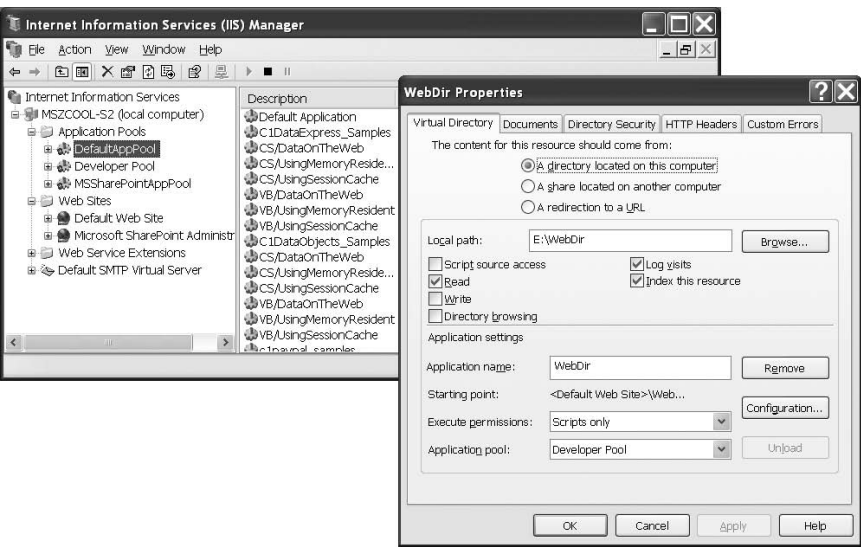 Internet Information Services (IIS) Manager
File Action View Window Help
Internet Information Services
MSZCOOL-S2 (local computer)
Application Pools
DefaultAppPool
Developer Pool
MSSharePointAppPool
Web Sites
Default Web Site
Microsoft SharePoint Administr
Web Service Extensions
Default SMTP Virtual Server
Description
Default Application
C1DataExpress_Samples
CS/DataOnTheWeb
CS/UsingMemoryReside...
CS/UsingSessionCache
VB/DataOnTheWeb
VB/UsingMemoryResident
VB/UsingSessionCache
C1DataObjects_Samples
CS/DataOnTheWeb
CS/UsingMemoryReside...
CS/UsingSessionCache
VB/DataOnTheWeb
VB/UsingMemoryResident
VB/UsingSessionCache
c1paypal_samples
WebDir Properties
Virtual Directory Documents Directory Security HTTP Headers Custom Errors
The content for this resource should come from:
A directory located on this computer
A share located on another computer
A redirection to a URL
Local path: E:\WebDir Browse...
Script source access Log visits
Read Index this resource
Write
Directory browsing
Application settings
Application name: WebDir Remove
Starting point: <Default Web Site>\Web...
Configuration...
Execute permissions: Scripts only
Application pool: Developer Pool Unload
OK Cancel Apply Help